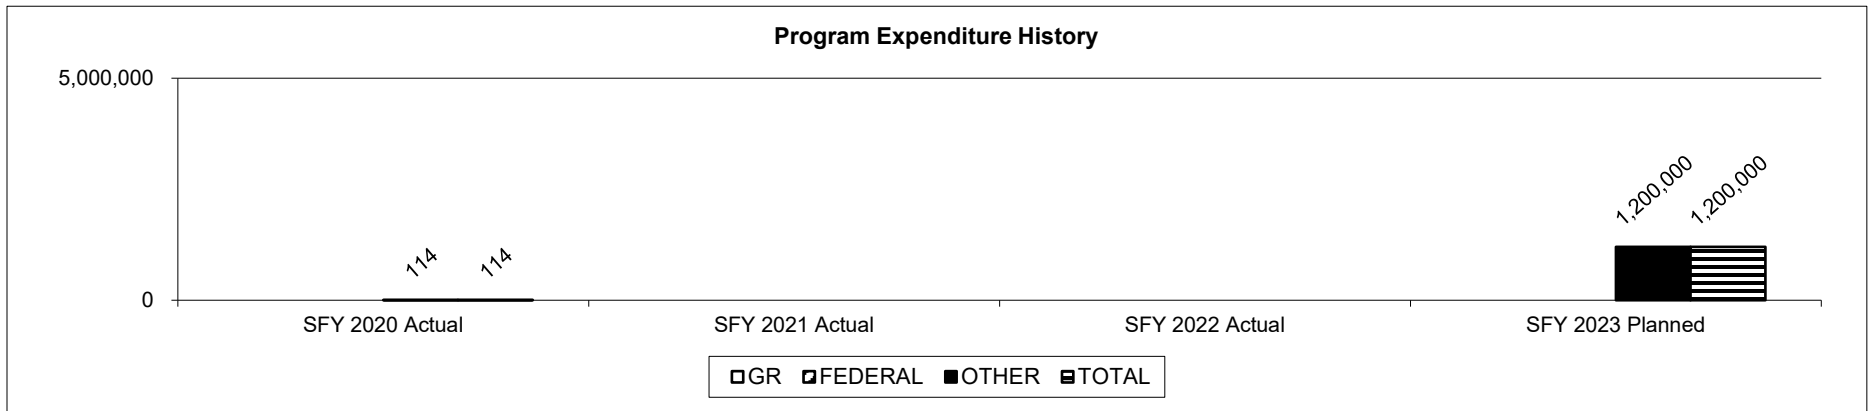 Program Expenditure History
5,000,000
0
114 114
1,200,000 1,200,000
SFY 2020 Actual SFY 2021 Actual SFY 2022 Actual SFY 2023 Planned
GR FEDERAL OTHER TOTAL